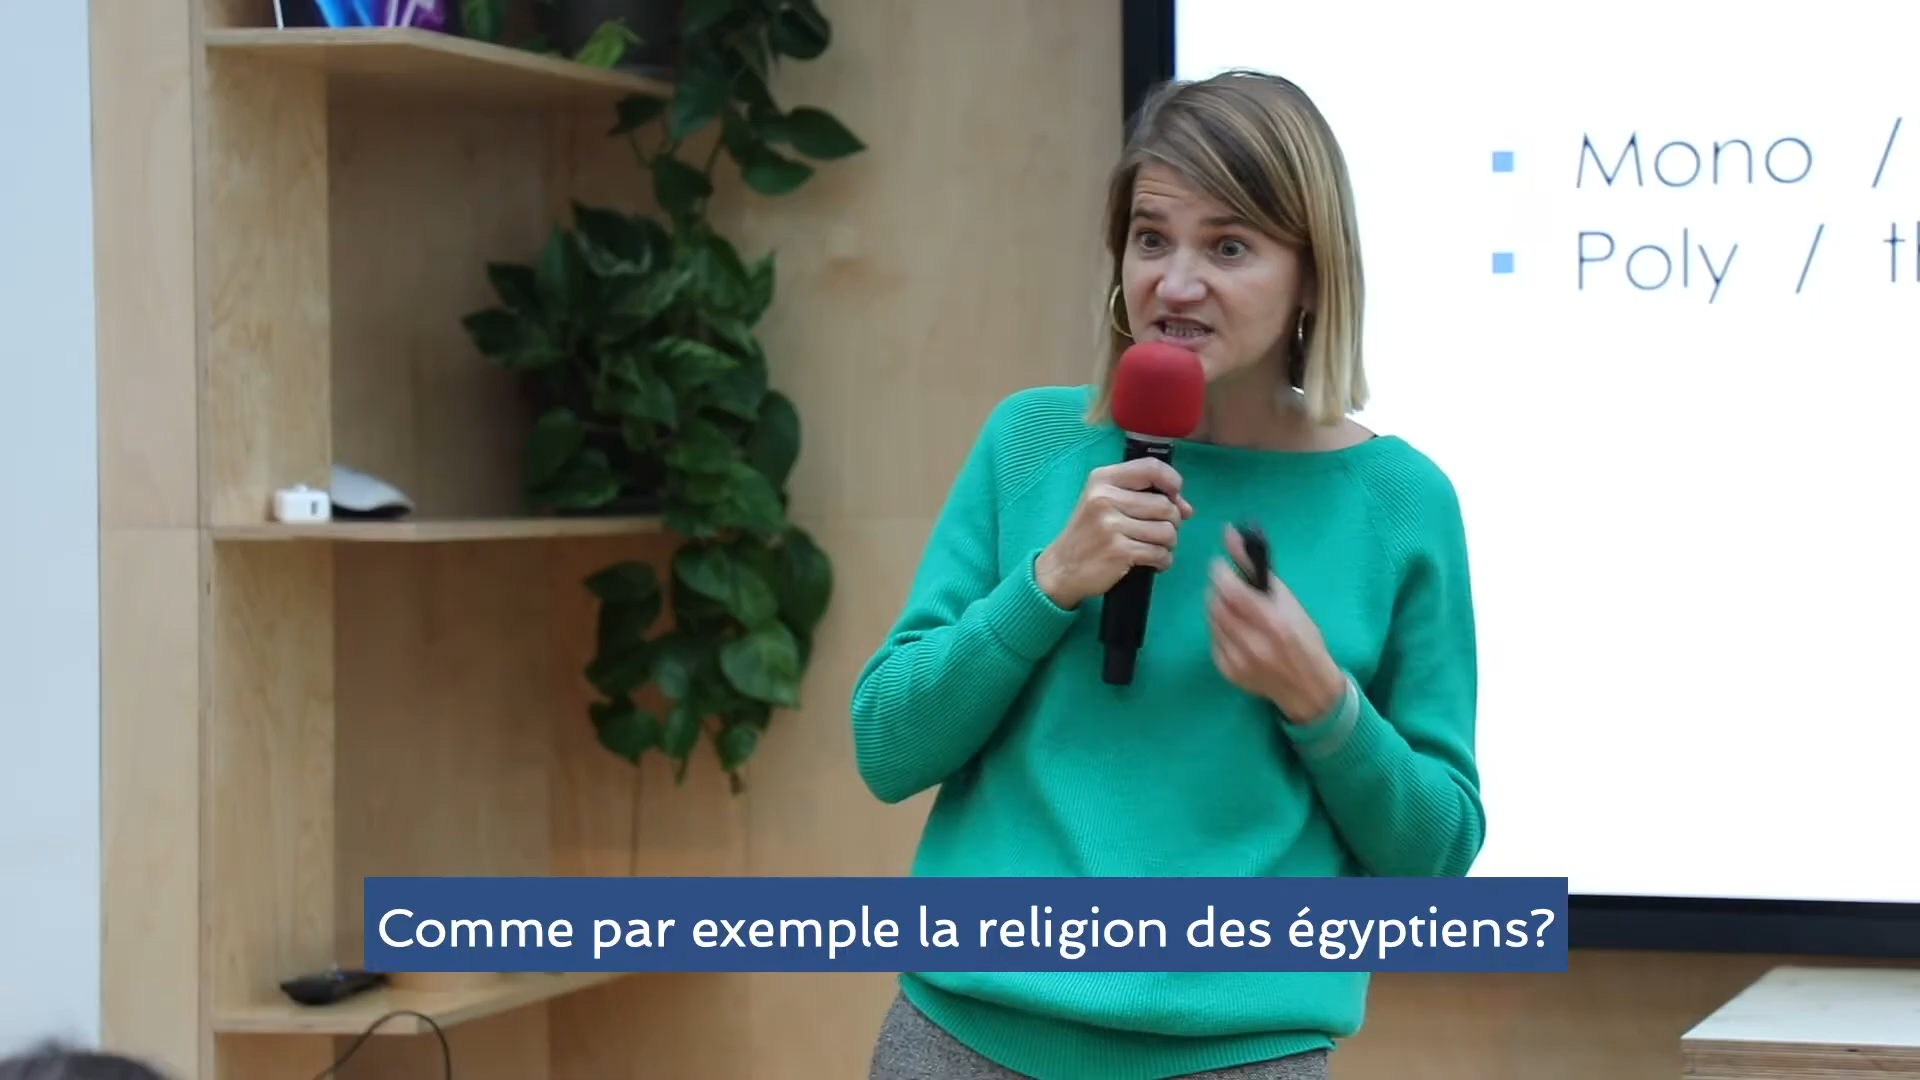 Mono /
Poly /
Comme par exemple la religion des égyptiens?